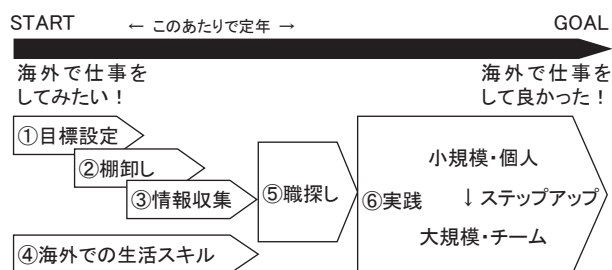 START ← このあたりで定年 → GOAL
海外で仕事を
してみたい！
海外で仕事を
して良かった！
①目標設定
②棚卸し
③情報収集
④海外での生活スキル
⑤職探し
⑥実践
小規模・個人
↓ステップアップ
大規模・チーム